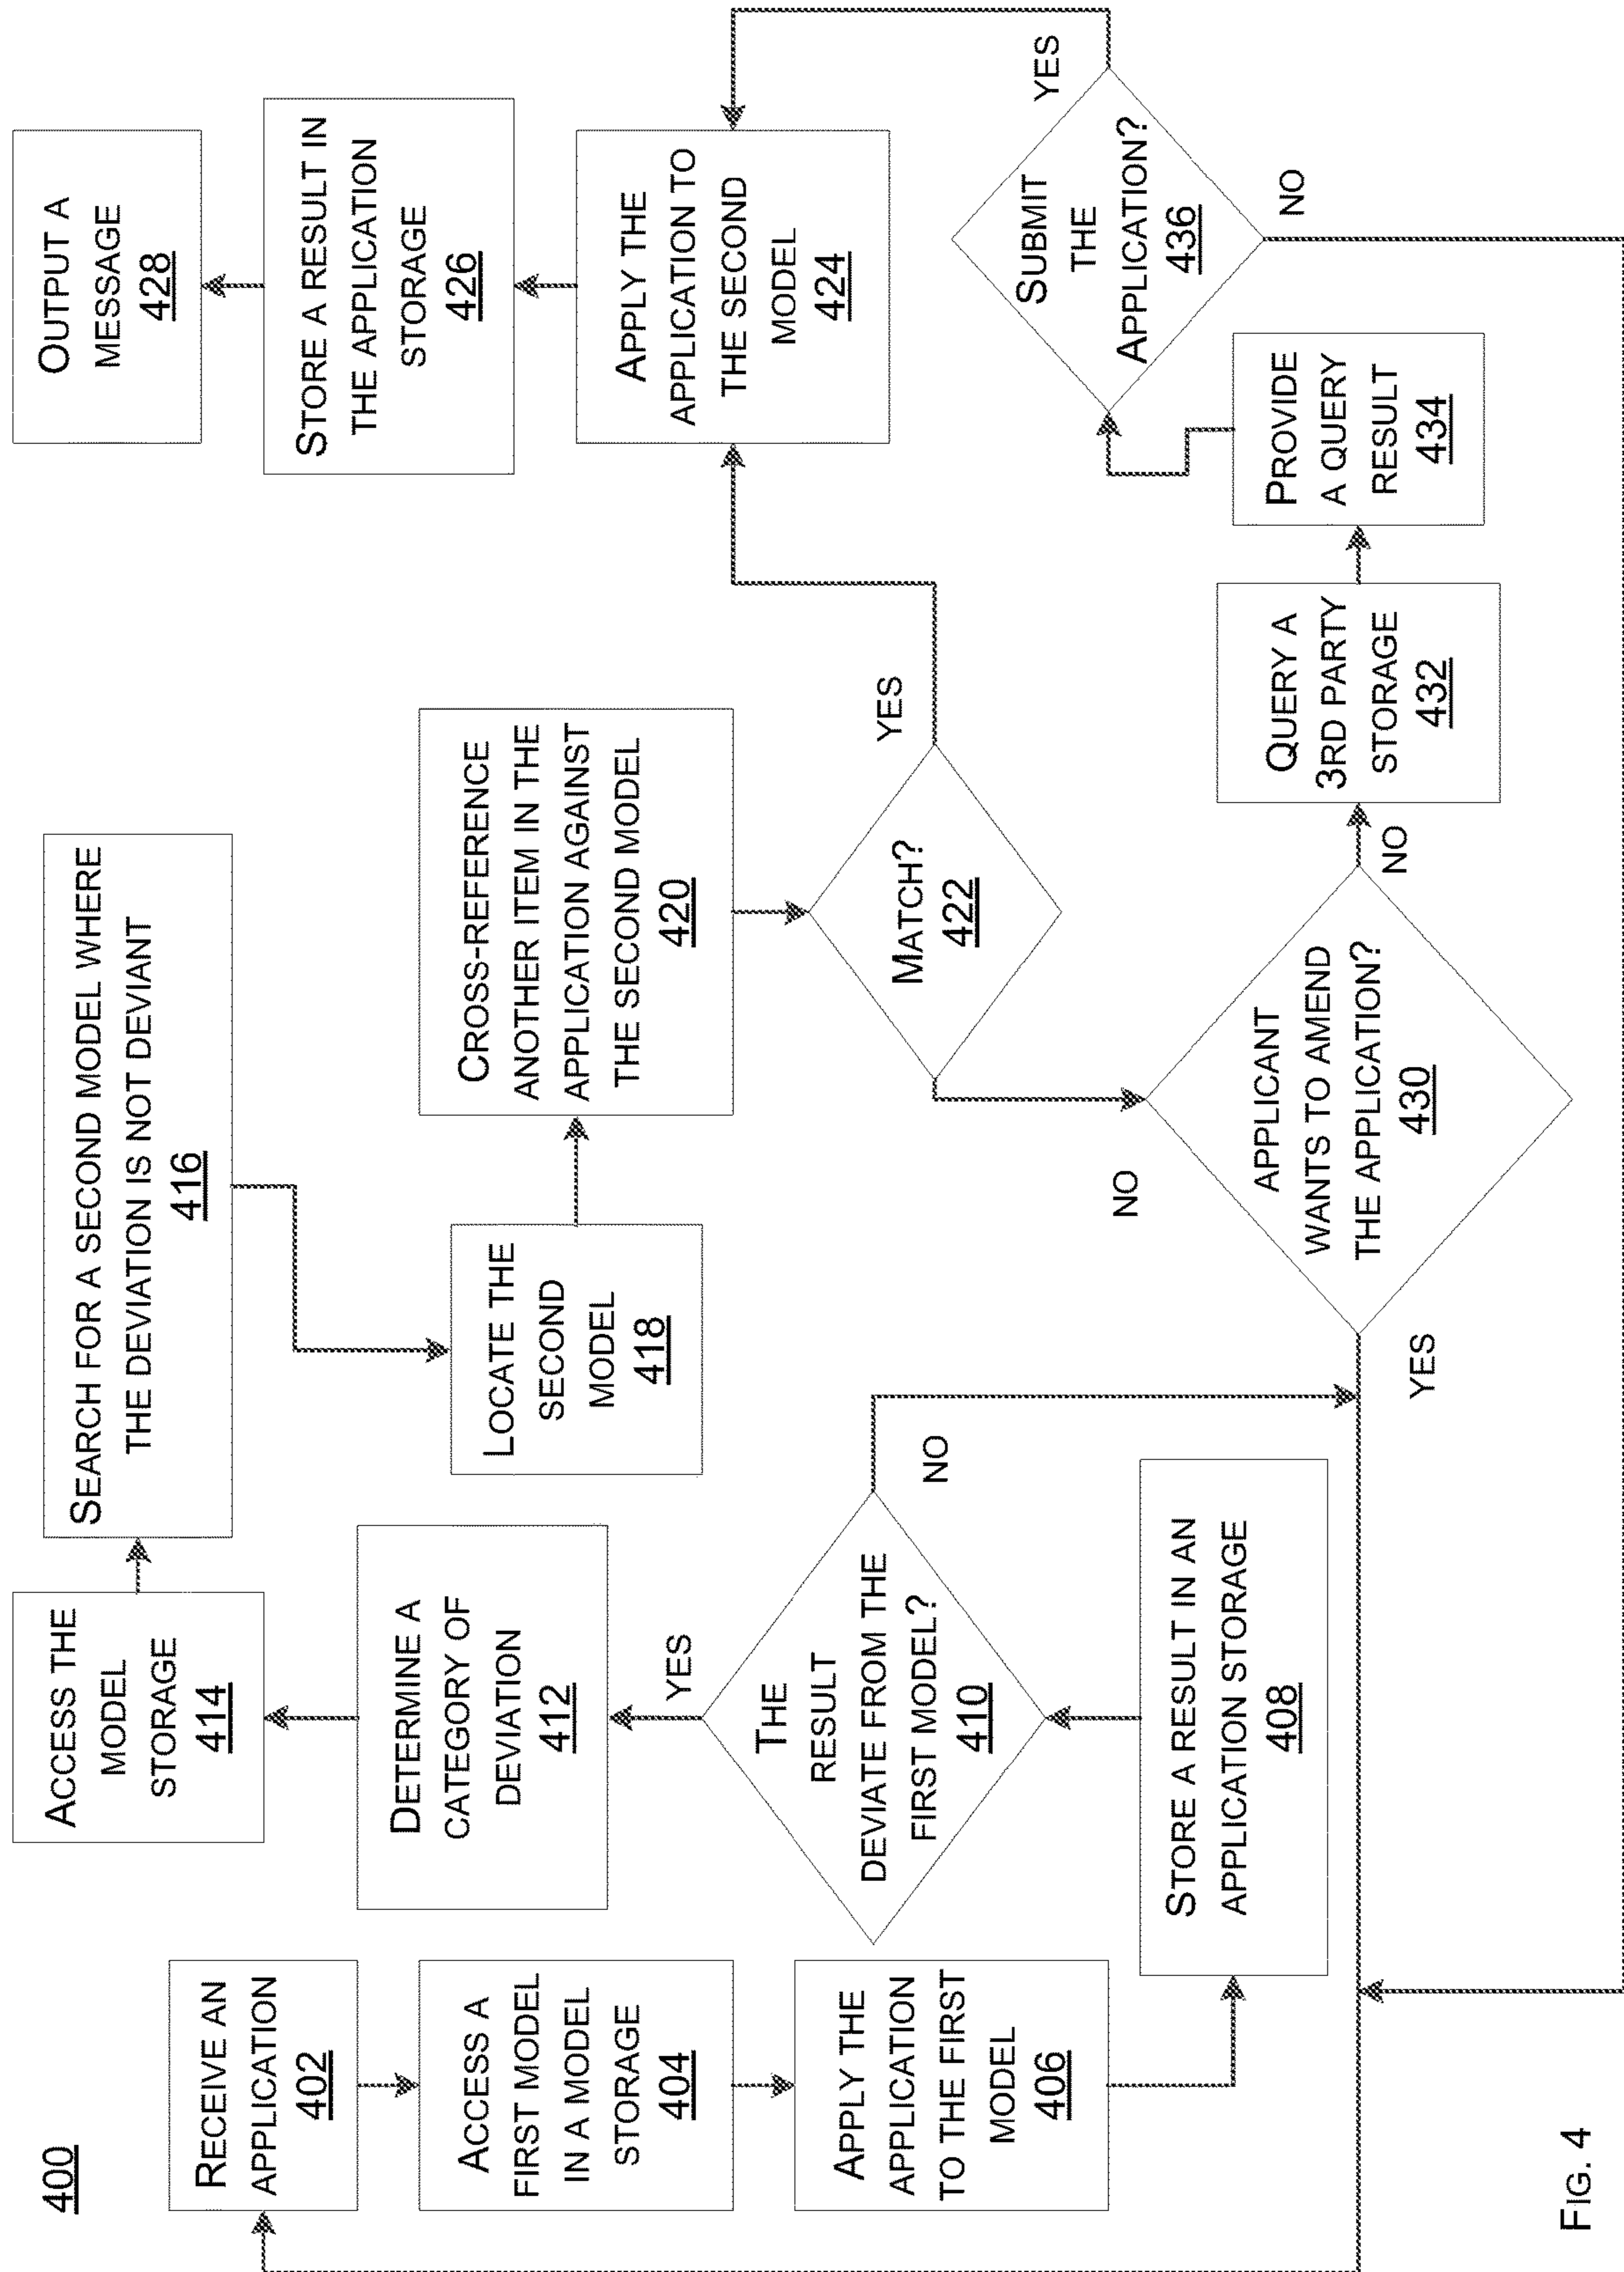 400
RECEIVE AN
APPLICATION
402
ACCESS A
FIRST MODEL
IN A MODEL
STORAGE
404
APPLY THE
APPLICATION
TO THE FIRST
MODEL
406
STORE A RESULT IN AN
APPLICATION STORAGE
408
THE
RESULT
DEVIATE FROM THE
FIRST MODEL?
410
YES
NO
DETERMINE A
CATEGORY OF
DEVIATION
412
ACCESS THE
MODEL
STORAGE
414
SEARCH FOR A SECOND MODEL WHERE
THE DEVIATION IS NOT DEVIANT
416
LOCATE THE
SECOND
MODEL
418
CROSS-REFERENCE
ANOTHER ITEM IN THE
APPLICATION AGAINST
THE SECOND MODEL
420
MATCH?
422
YES
NO
APPLY THE
APPLICATION TO
THE SECOND
MODEL
424
STORE A RESULT IN
THE APPLICATION
STORAGE
426
OUTPUT A
MESSAGE
428
APPLICANT
WANTS TO AMEND
THE APPLICATION?
430
YES
NO
QUERY A
3RD PARTY
STORAGE
432
PROVIDE
A QUERY
RESULT
434
SUBMIT
THE
APPLICATION?
436
YES
NO
FIG. 4